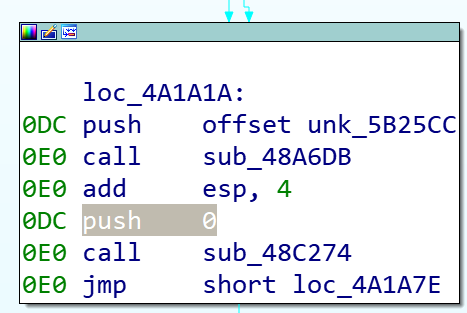 loc_4A1A1A:
0DC push offset unk_5B25CC
0E0 call sub_48A6DB
0E0 add esp, 4
0DC push 0
0E0 call sub_48C274
0E0 jmp short loc_4A1A7E